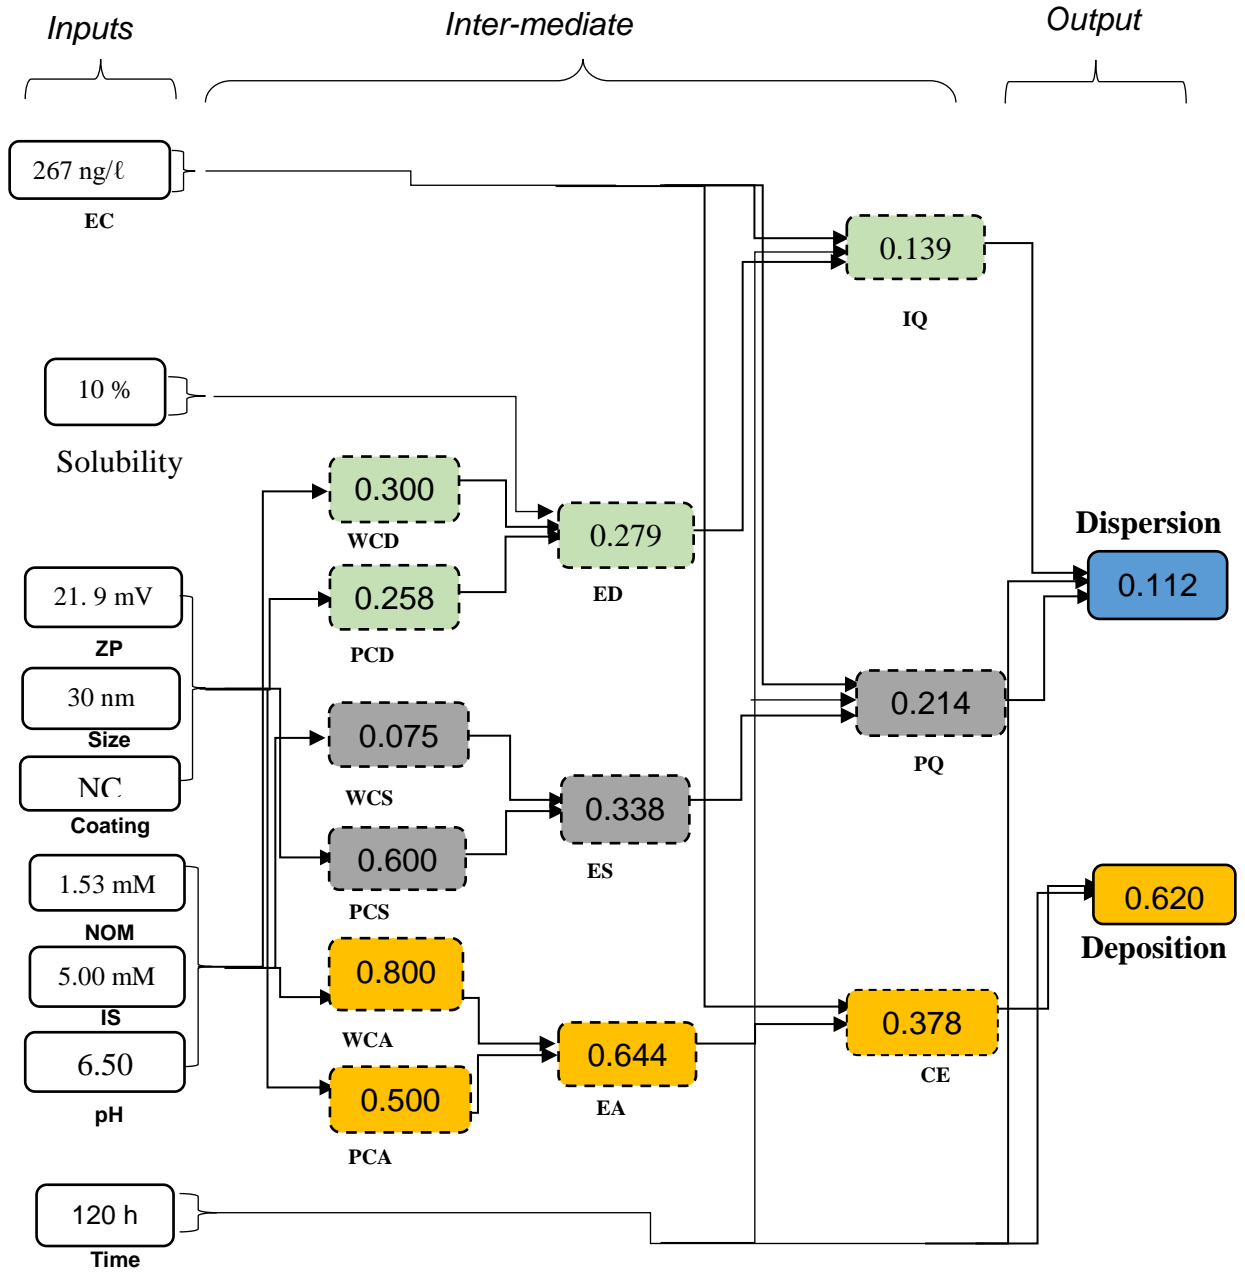 Inputs
Inter-mediate
Output
267 ng/ℓ
EC
0.139
IQ
10 %
Solubility
0.300
WCD
0.279
ED
Dispersion
0.112
21. 9 mV
ZP
0.258
PCD
30 nm
Size
0.075
WCS
0.214
PQ
NC
Coating
0.338
ES
0.600
PCS
1.53 mM
NOM
0.620
Deposition
5.00 mM
IS
0.800
WCA
0.378
CE
6.50
pH
0.644
EA
0.500
PCA
120 h
Time